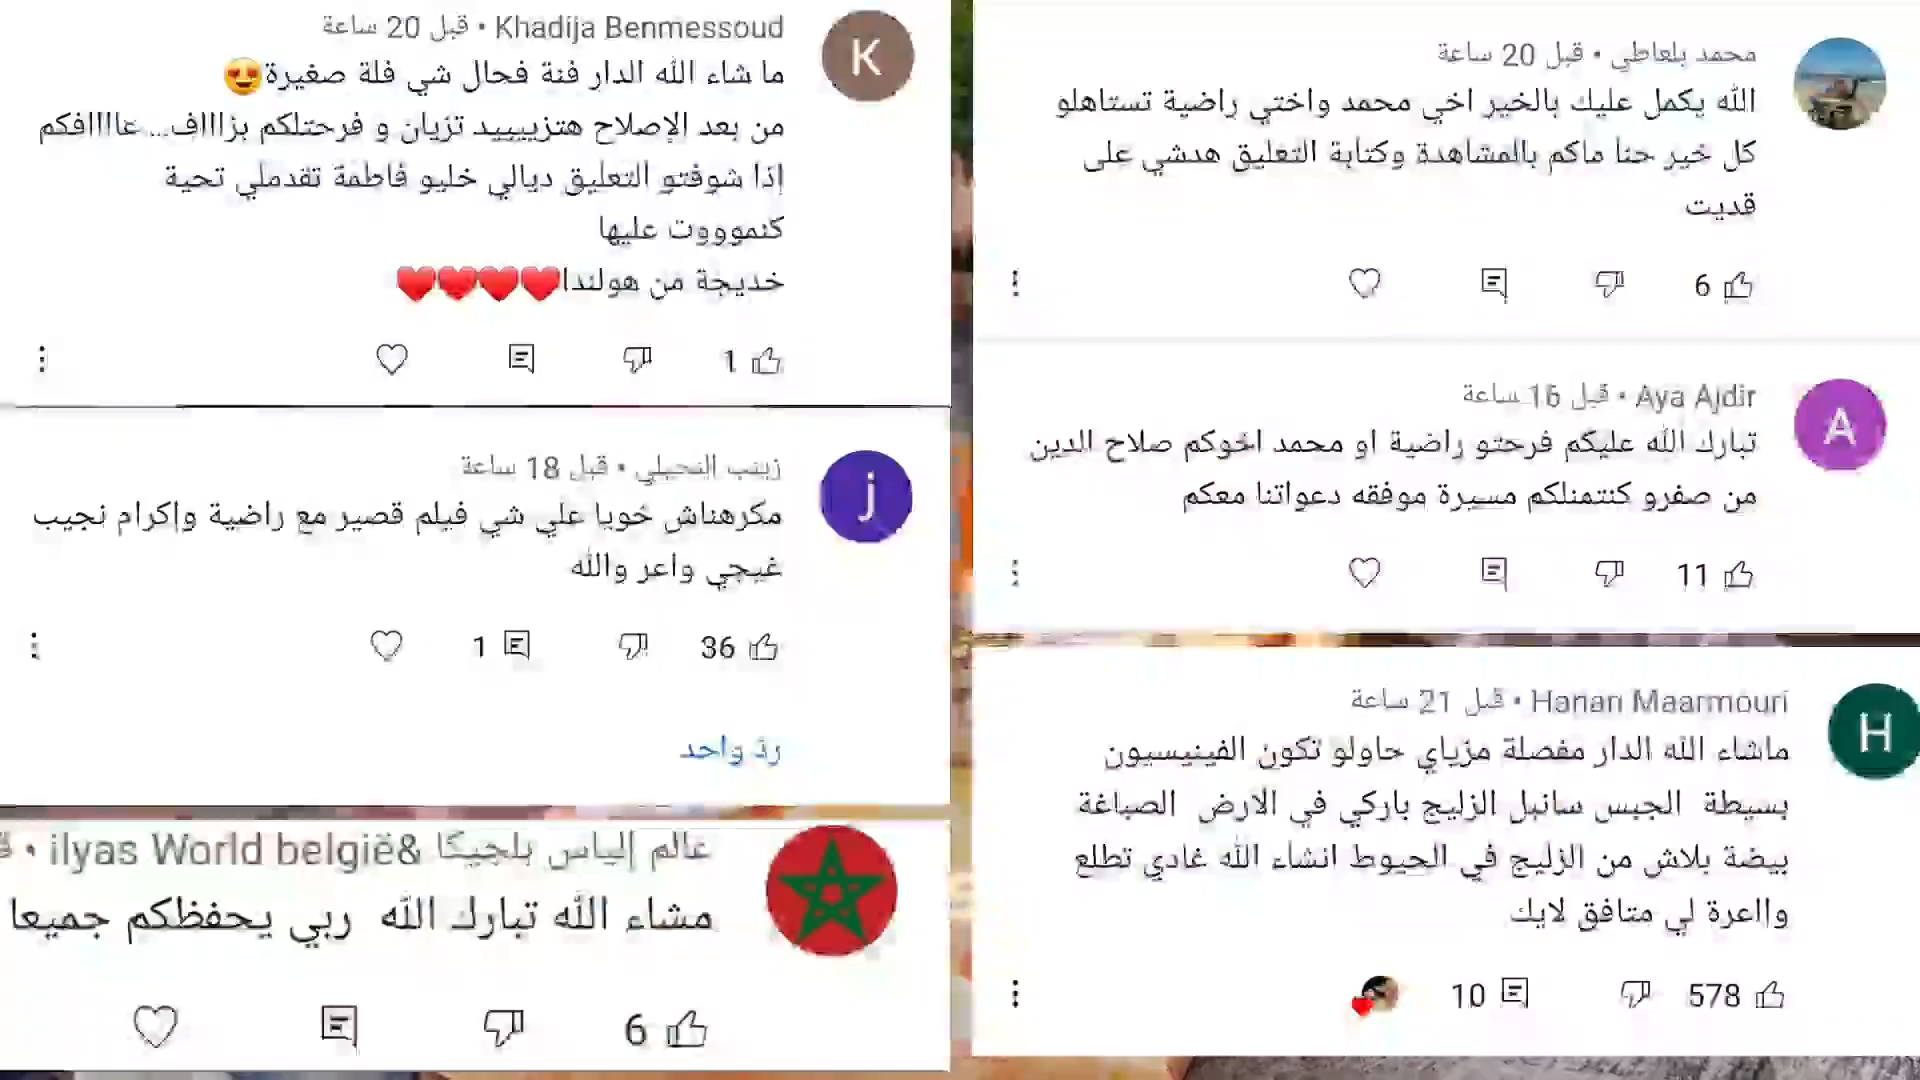 Khadija Benmessoud • قبل 20 ساعة
ما شاء الله الدار فنة فحال شي فلة صغيرة😍
من بعد الإصلاح هتزيييد تزيان و فرحتلكم بزاااف... عااافكم
إذا شوفتو التعليق ديالي خليو فاطمة تقدملي تحية
كنموووت عليها
خديجة من هولندا❤️❤️❤️❤️
1
زينب النحيلي • قبل 18 ساعة
مكرهناش خويا علي شي فيلم قصير مع راضية وإكرام نجيب
غيجي واعر والله
36 1
ردّ واحد
عالم إلياس بلجيكا &ilyas World belgië •
مشاء الله تبارك الله ربي يحفظكم جميعا
6
محمد بلعاطي • قبل 20 ساعة
الله يكمل عليك بالخير اخي محمد واختي راضية تستاهلو
كل خير حنا ماكم بالمشاهدة وكتابة التعليق هدشي على
قديت
6
Aya Ajdir • قبل 16 ساعة
تبارك الله عليكم فرحتو راضية او محمد اخوكم صلاح الدين
من صفرو كنتمنلكم مسيرة موفقه دعواتنا معكم
11
Hanan Maarmouri • قبل 21 ساعة
ماشاء الله الدار مفصلة مزياي حاولو تكون الفينيسيون
بسيطة الجبس سانبل الزليج باركي في الارض الصباغة
بيضة بلاش من الزليج في الحيوط انشاء الله غادي تطلع
وااعرة لي متافق لايك
578 10